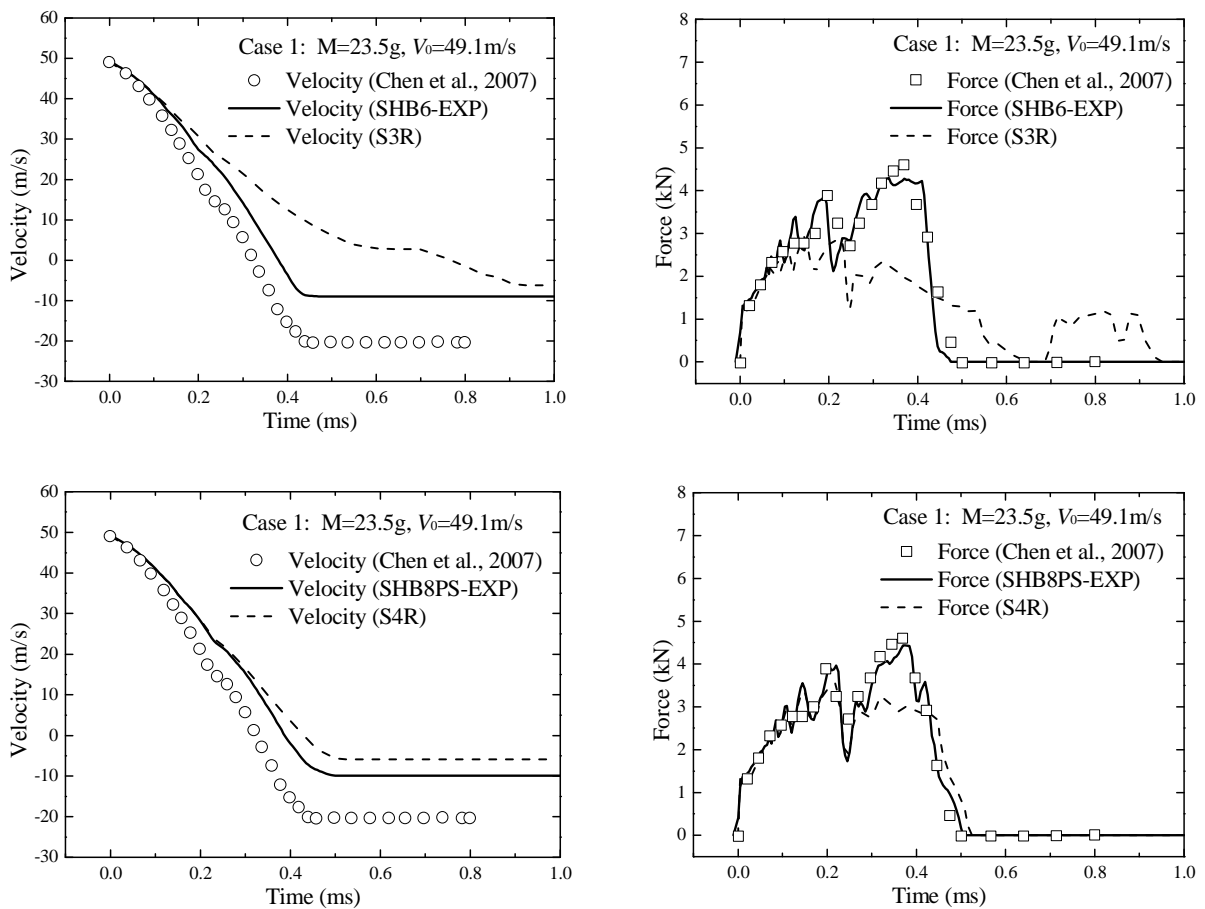 60
50
40
30
20
10
0
-10
-20
-30
Velocity (m/s)
0.0 0.2 0.4 0.6 0.8 1.0
Time (ms)
Case 1: M=23.5g, V0=49.1m/s
Velocity (Chen et al., 2007)
Velocity (SHB6-EXP)
Velocity (S3R)
8
7
6
5
4
3
2
1
0
Force (kN)
0.0 0.2 0.4 0.6 0.8 1.0
Time (ms)
Case 1: M=23.5g, V0=49.1m/s
Force (Chen et al., 2007)
Force (SHB6-EXP)
Force (S3R)
60
50
40
30
20
10
0
-10
-20
-30
Velocity (m/s)
0.0 0.2 0.4 0.6 0.8 1.0
Time (ms)
Case 1: M=23.5g, V0=49.1m/s
Velocity (Chen et al., 2007)
Velocity (SHB8PS-EXP)
Velocity (S4R)
8
7
6
5
4
3
2
1
0
Force (kN)
0.0 0.2 0.4 0.6 0.8 1.0
Time (ms)
Case 1: M=23.5g, V0=49.1m/s
Force (Chen et al., 2007)
Force (SHB8PS-EXP)
Force (S4R)